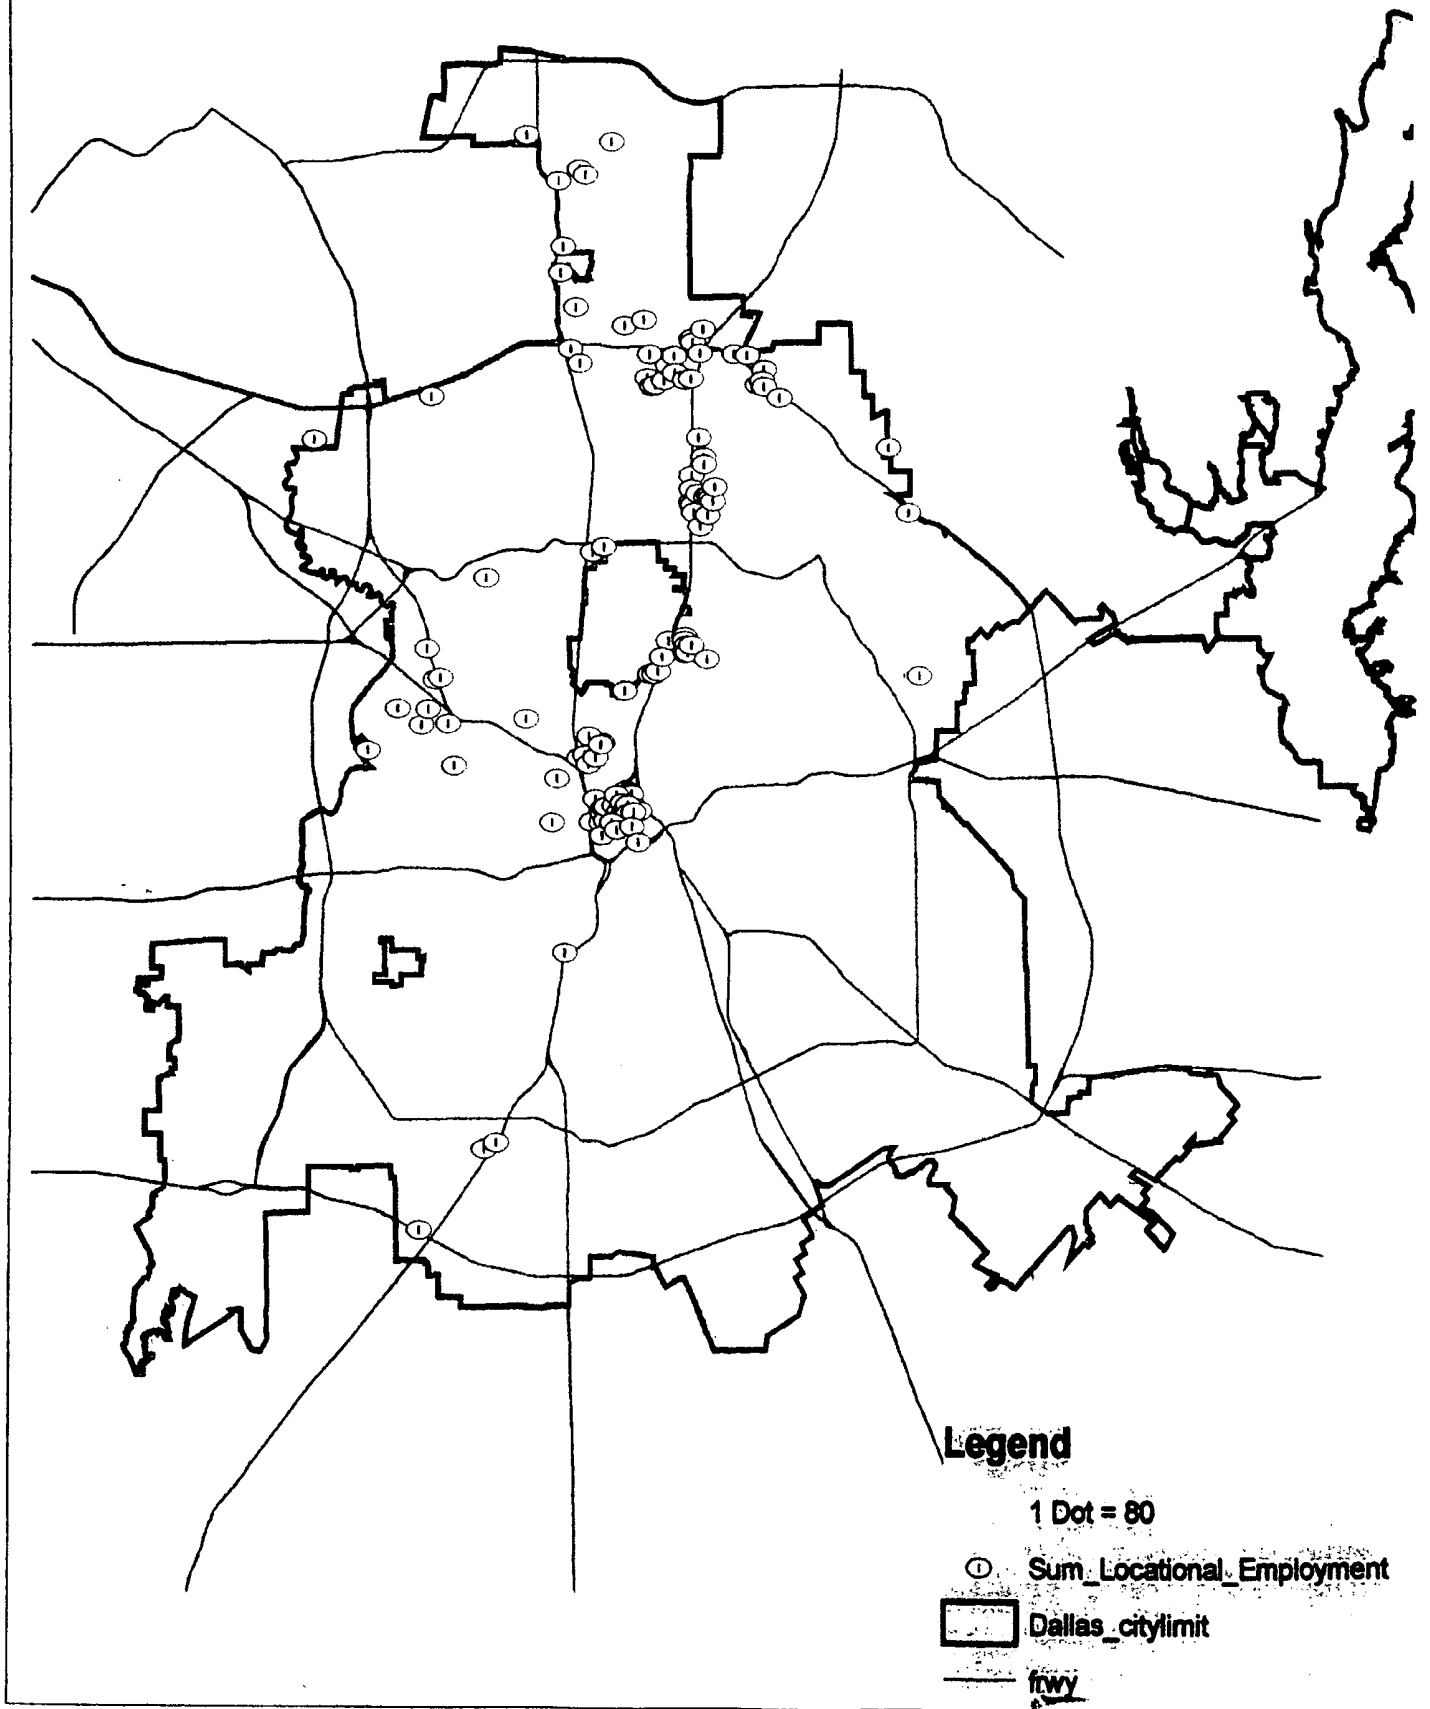 Legend
1 Dot = 80
Sum_Locational_Employment
Dallas_citylimit
frwy